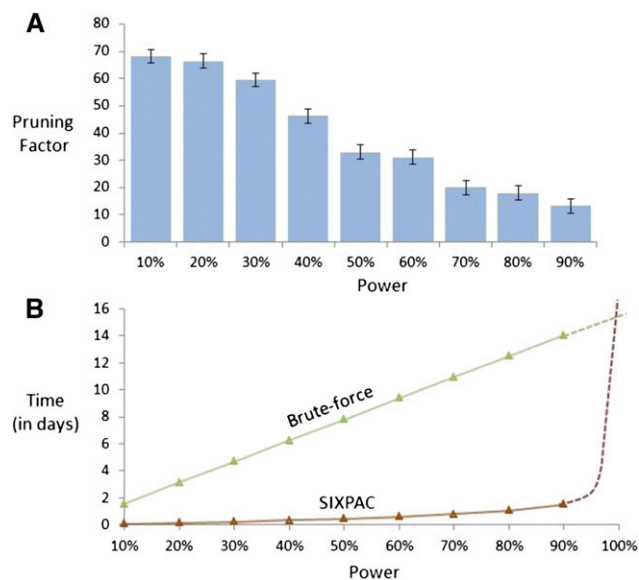 A
80
70
60
50
40
30
20
10
0
Pruning
Factor
10% 20% 30% 40% 50% 60% 70% 80% 90%
Power
B
16
14
12
10
8
6
4
2
0
Time
(in days)
Brute-force
SIXPAC
10% 20% 30% 40% 50% 60% 70% 80% 90% 100%
Power